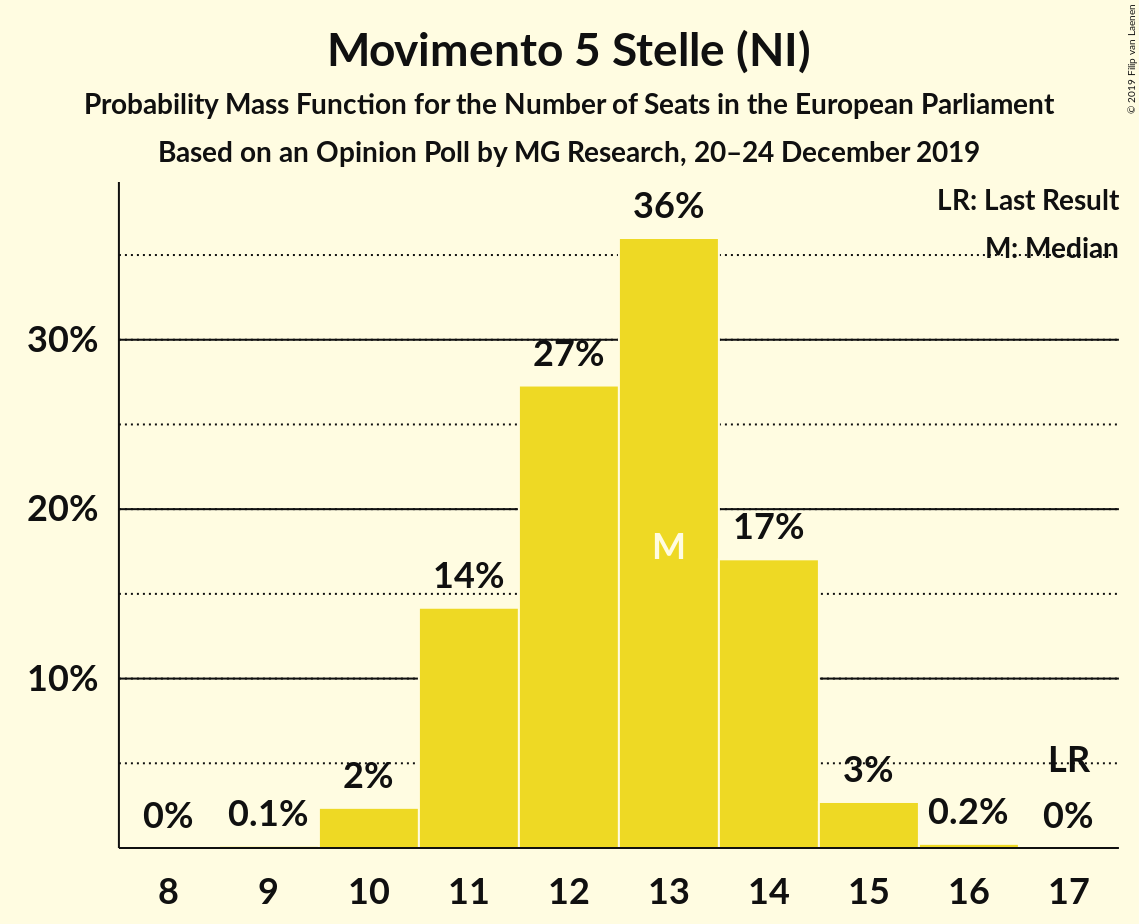 Movimento 5 Stelle (NI)
Probability Mass Function for the Number of Seats in the European Parliament
Based on an Opinion Poll by MG Research, 20–24 December 2019
© 2019 Filip van Laenen
LR: Last Result
M: Median
30%
20%
10%
0%
0.1%
2%
14%
27%
36%
M
17%
3%
0.2%
LR
0%
8 9 10 11 12 13 14 15 16 17